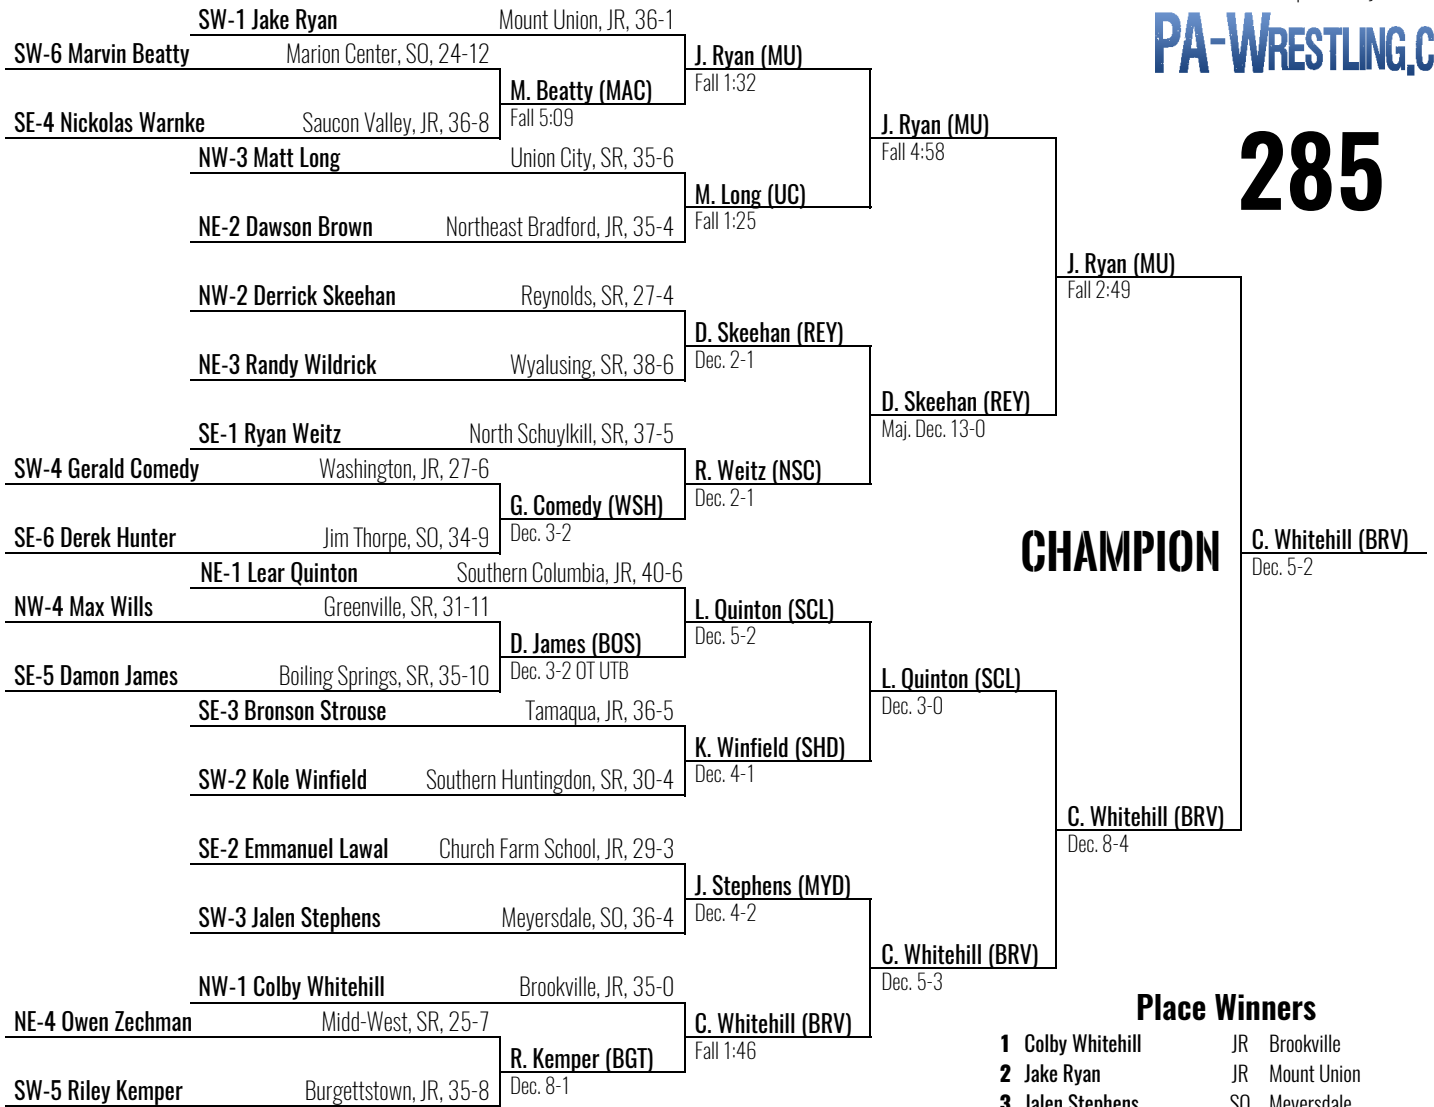 SW-1 Jake Ryan Mount Union, JR, 36-1
SW-6 Marvin Beatty Marion Center, SO, 24-12
J. Ryan (MU)
Fall 1:32
M. Beatty (MAC)
Fall 5:09
SE-4 Nickolas Warnke Saucon Valley, JR, 36-8
J. Ryan (MU)
Fall 4:58
NW-3 Matt Long Union City, SR, 35-6
M. Long (UC)
Fall 1:25
NE-2 Dawson Brown Northeast Bradford, JR, 35-4
J. Ryan (MU)
Fall 2:49
NW-2 Derrick Skeehan Reynolds, SR, 27-4
D. Skeehan (REY)
Dec. 2-1
NE-3 Randy Wildrick Wyalusing, SR, 38-6
D. Skeehan (REY)
Maj. Dec. 13-0
SE-1 Ryan Weitz North Schuylkill, SR, 37-5
SW-4 Gerald Comedy Washington, JR, 27-6
R. Weitz (NSC)
Dec. 2-1
G. Comedy (WSH)
Dec. 3-2
SE-6 Derek Hunter Jim Thorpe, SO, 34-9
CHAMPION
C. Whitehill (BRV)
Dec. 5-2
NE-1 Lear Quinton Southern Columbia, JR, 40-6
NW-4 Max Wills Greenville, SR, 31-11
L. Quinton (SCL)
Dec. 5-2
D. James (BOS)
Dec. 3-2 OT UTB
SE-5 Damon James Boiling Springs, SR, 35-10
L. Quinton (SCL)
Dec. 3-0
SE-3 Bronson Strouse Tamaqua, JR, 36-5
K. Winfield (SHD)
Dec. 4-1
SW-2 Kole Winfield Southern Huntingdon, SR, 30-4
C. Whitehill (BRV)
Dec. 8-4
SE-2 Emmanuel Lawal Church Farm School, JR, 29-3
J. Stephens (MYD)
Dec. 4-2
SW-3 Jalen Stephens Meyersdale, SO, 36-4
C. Whitehill (BRV)
Dec. 5-3
NW-1 Colby Whitehill Brookville, JR, 35-0
NE-4 Owen Zechman Midd-West, SR, 25-7
C. Whitehill (BRV)
Fall 1:46
R. Kemper (BGT)
Dec. 8-1
SW-5 Riley Kemper Burgettstown, JR, 35-8
PA-WRESTLING.C
285
Place Winners
1 Colby Whitehill JR Brookville
2 Jake Ryan JR Mount Union
3 Jalen Stephens SO Meyersdale